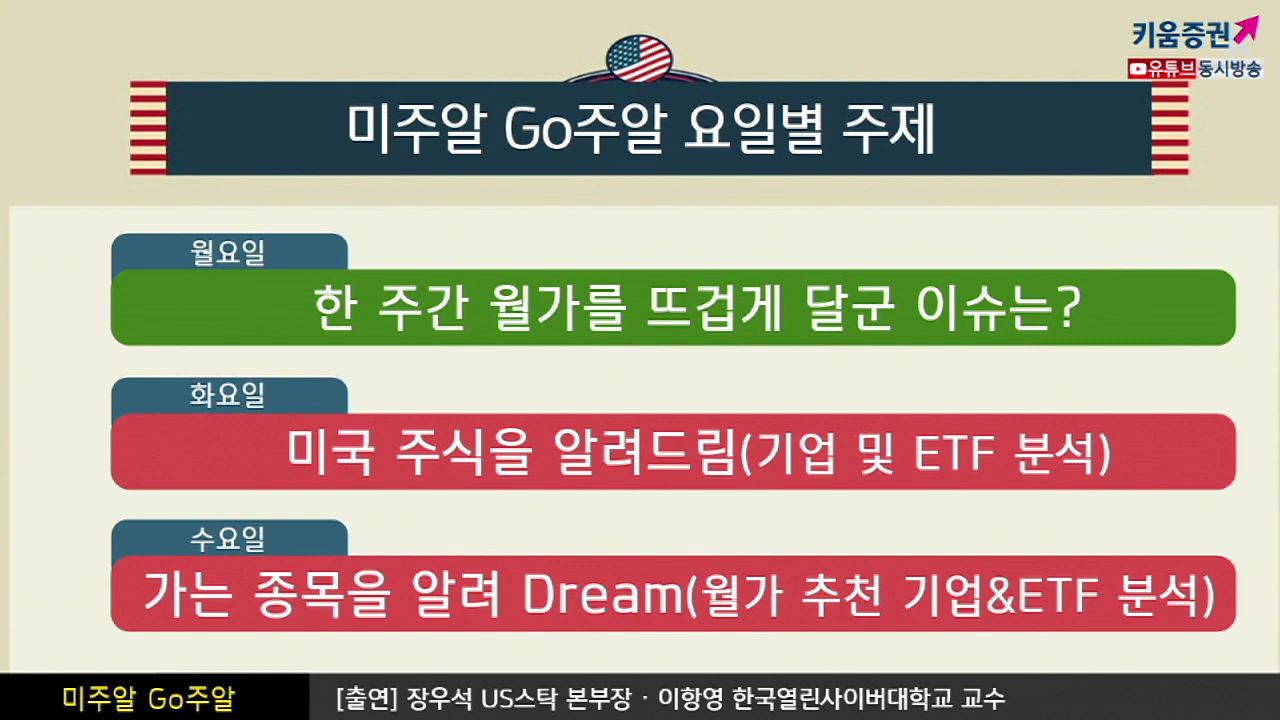 키움증권
유튜브 동시방송
미주알 Go주알 요일별 주제
월요일
한 주간 월가를 뜨겁게 달군 이슈는?
화요일
미국 주식을 알려드림(기업 및 ETF 분석)
수요일
가는 종목을 알려 Dream(월가 추천 기업&ETF 분석)
미주알 Go주알
[출연] 장우석 US스탁 본부장 · 이항영 한국열린사이버대학교 교수